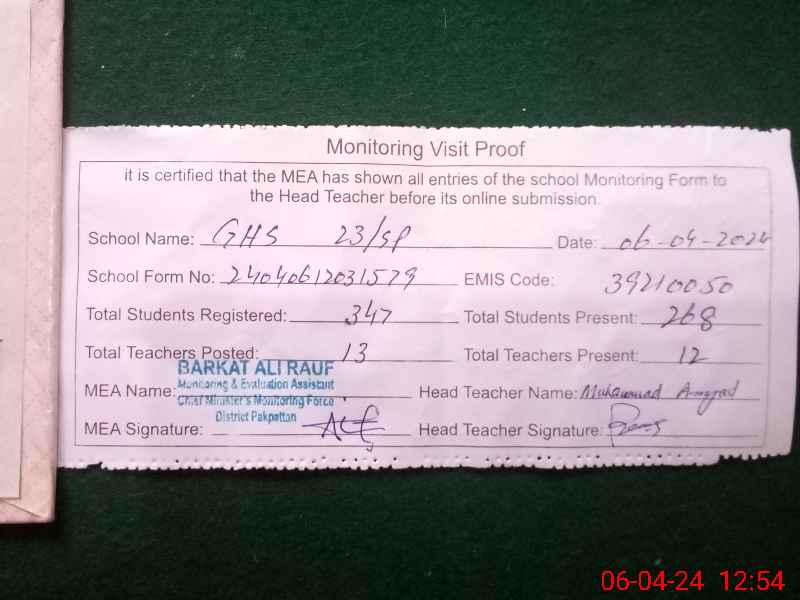 Monitoring Visit Proof
it is certified that the MEA has shown all entries of the school Monitoring Form to
the Head Teacher before its online submission.
School Name: GHS 23/SP Date: 06-04-2024
School Form No: 24040612031579 EMIS Code: 39210050
Total Students Registered: 347 Total Students Present: 268
Total Teachers Posted: 13 Total Teachers Present: 12
BARKAT ALI RAUF
Monitoring & Evaluation Assistant
MEA Name: Head Teacher Name: Muhammad Amjad
Chief Minister's Monitoring Force
District Pakpattan
MEA Signature: Head Teacher Signature:
06-04-24 12:54